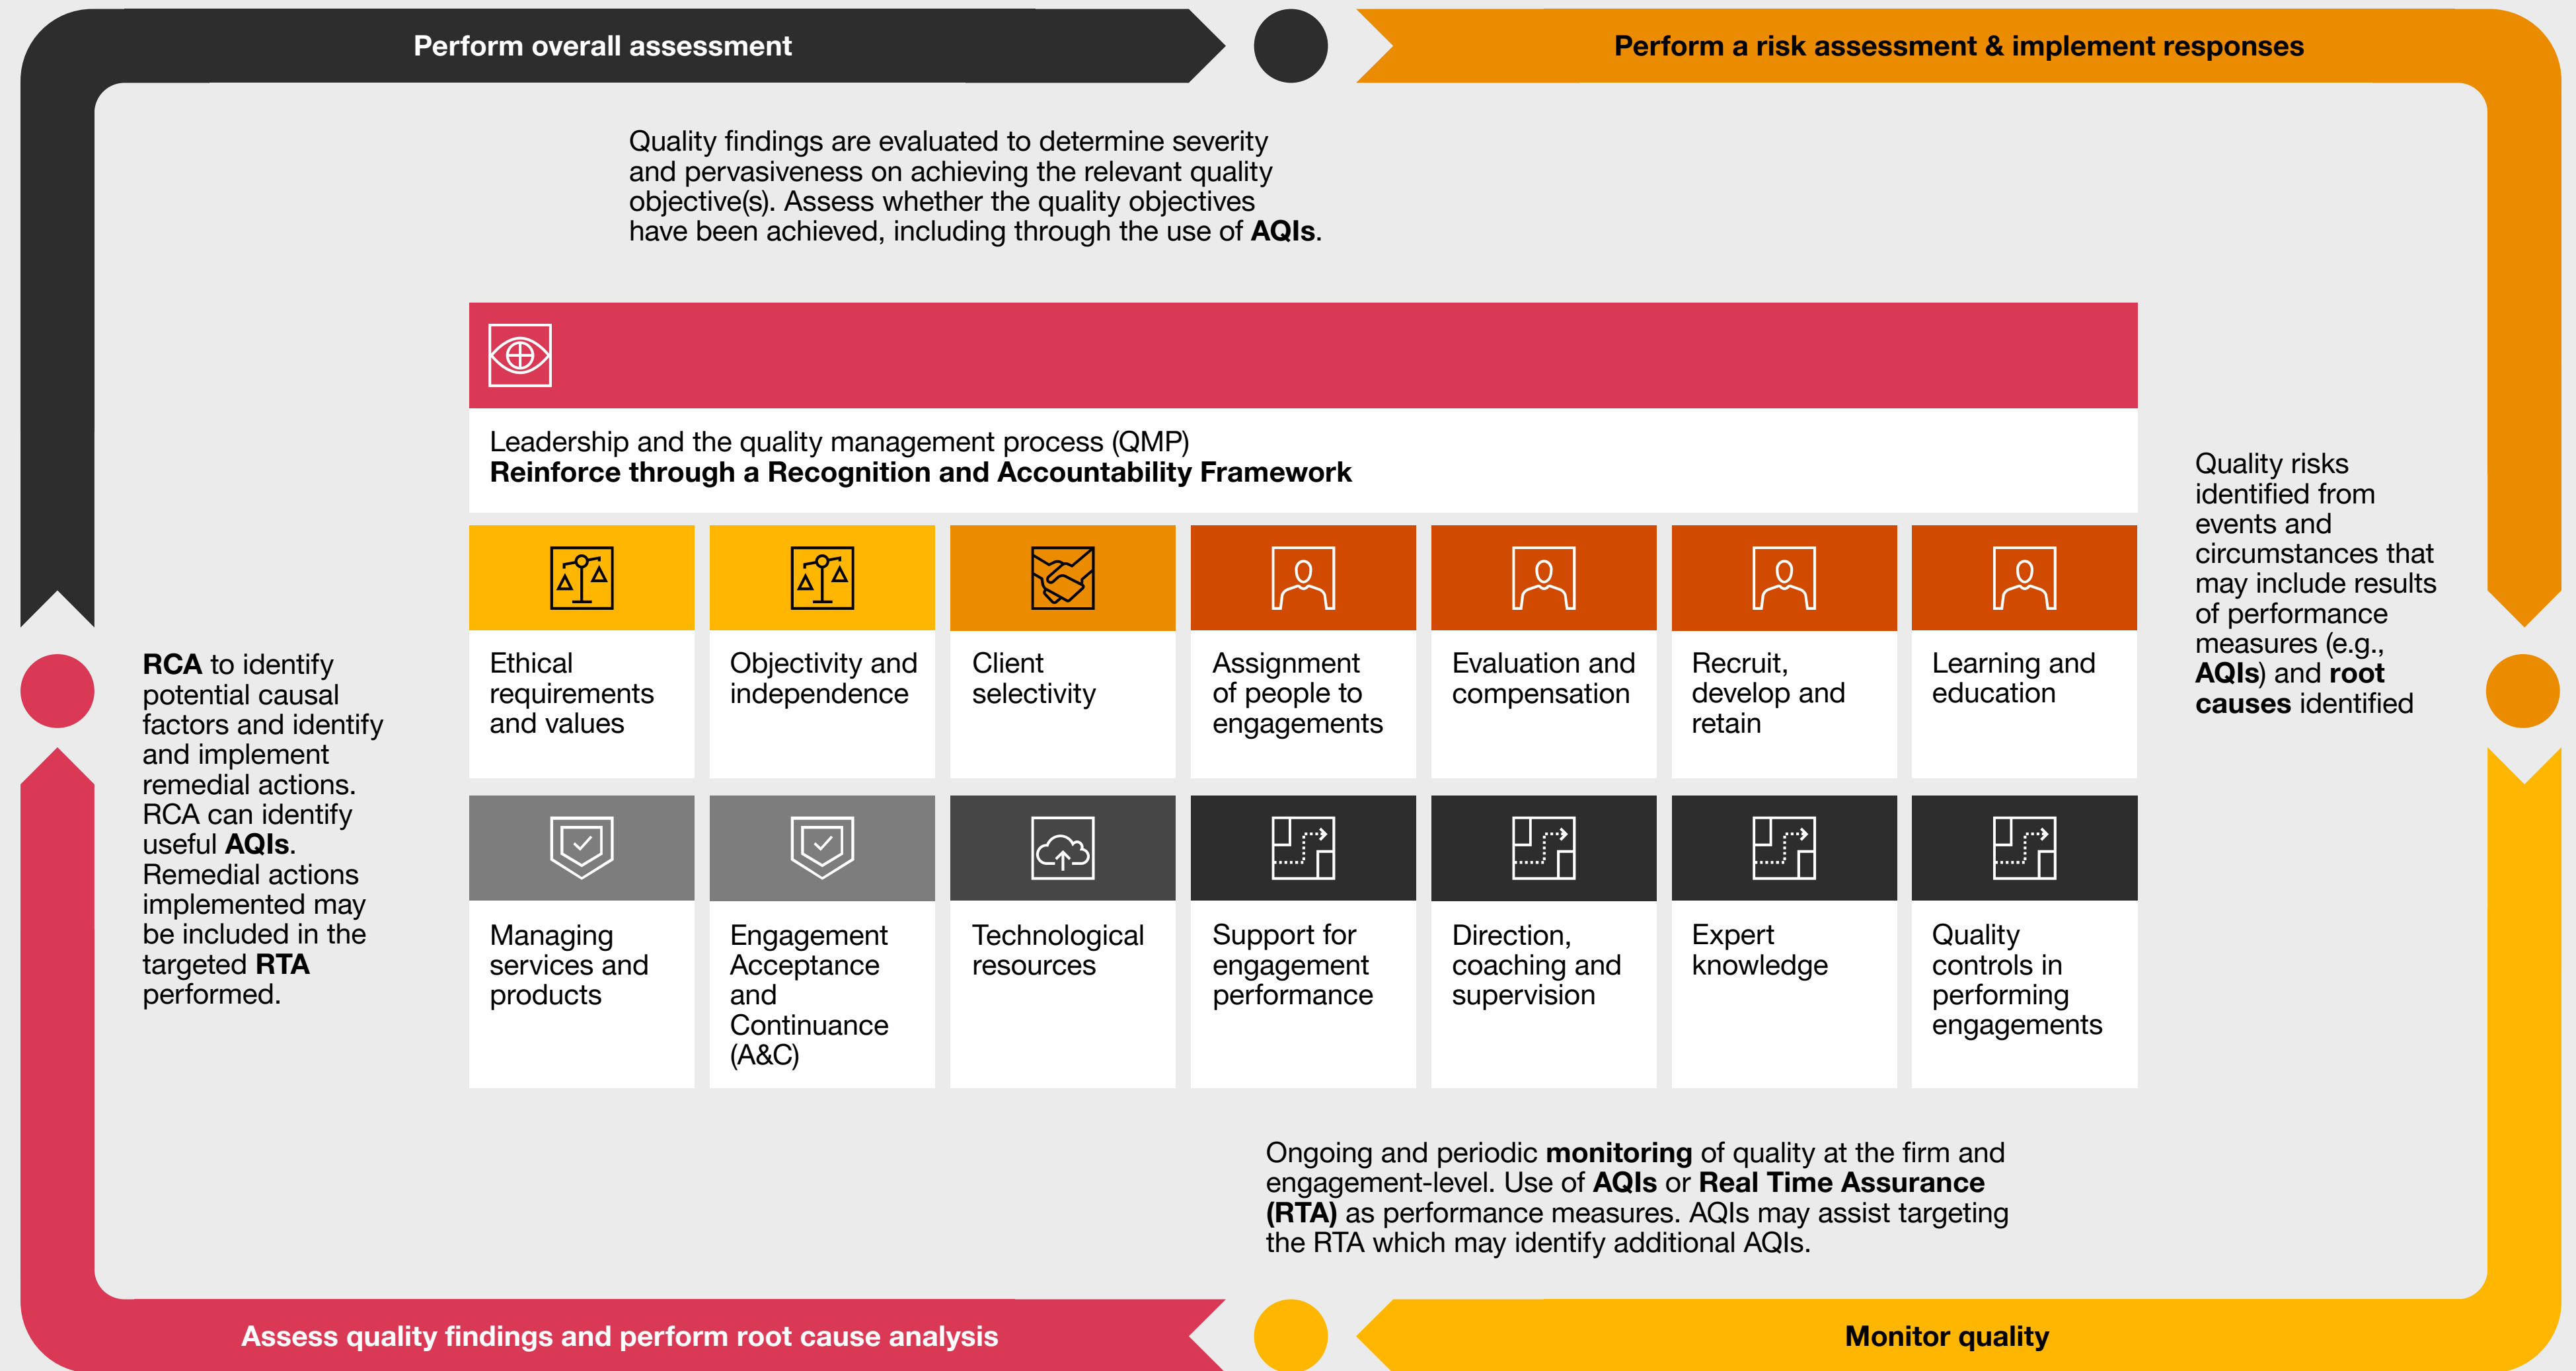 Perform overall assessment
Perform a risk assessment & implement responses
Quality findings are evaluated to determine severity
and pervasiveness on achieving the relevant quality
objective(s). Assess whether the quality objectives
have been achieved, including through the use of AQIs.
Leadership and the quality management process (QMP)
Reinforce through a Recognition and Accountability Framework
Quality risks
identified from
events and
circumstances that
may include results
of performance
measures (e.g.,
AQIs) and root
causes identified
RCA to identify
potential causal
factors and identify
and implement
remedial actions.
RCA can identify
useful AQIs.
Remedial actions
implemented may
be included in the
targeted RTA
performed.
Ethical
requirements
and values
Objectivity and
independence
Client
selectivity
Assignment
of people to
engagements
Evaluation and
compensation
Recruit,
develop and
retain
Learning and
education
Managing
services and
products
Engagement
Acceptance
and
Continuance
(A&C)
Technological
resources
Support for
engagement
performance
Direction,
coaching and
supervision
Expert
knowledge
Quality
controls in
performing
engagements
Ongoing and periodic monitoring of quality at the firm and
engagement-level. Use of AQIs or Real Time Assurance
(RTA) as performance measures. AQIs may assist targeting
the RTA which may identify additional AQIs.
Assess quality findings and perform root cause analysis
Monitor quality